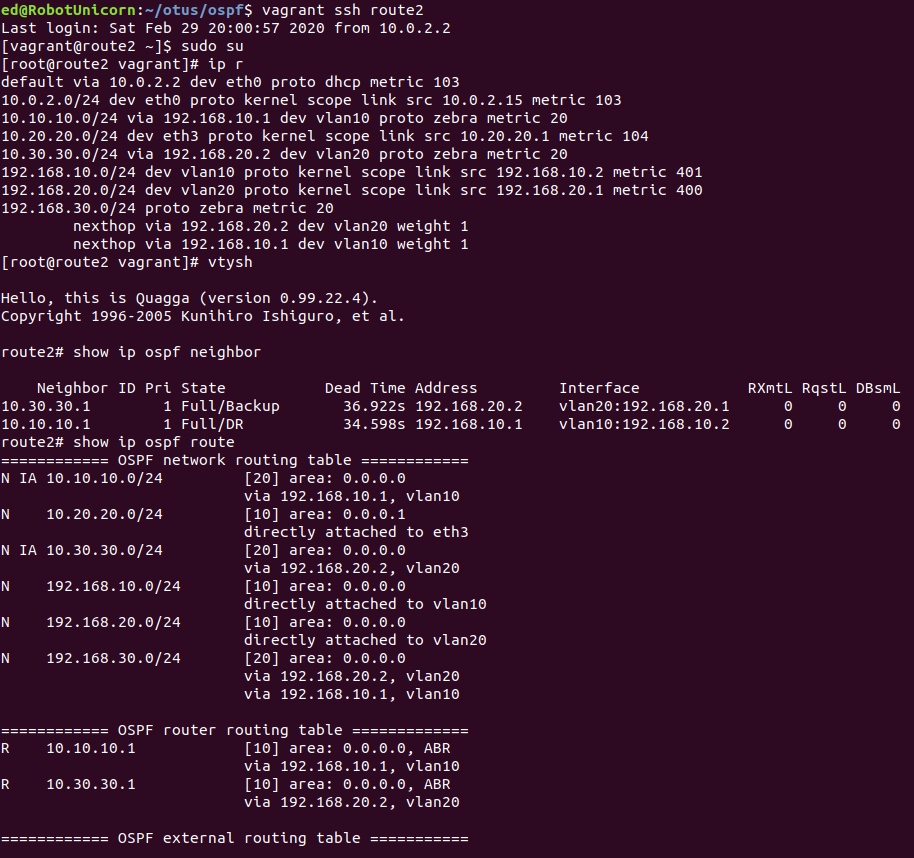 ed@RobotUnicorn:~/otus/ospf$ vagrant ssh route2
Last login: Sat Feb 29 20:00:57 2020 from 10.0.2.2
[vagrant@route2 ~]$ sudo su
[root@route2 vagrant]# ip r
default via 10.0.2.2 dev eth0 proto dhcp metric 103
10.0.2.0/24 dev eth0 proto kernel scope link src 10.0.2.15 metric 103
10.10.10.0/24 via 192.168.10.1 dev vlan10 proto zebra metric 20
10.20.20.0/24 dev eth3 proto kernel scope link src 10.20.20.1 metric 104
10.30.30.0/24 via 192.168.20.2 dev vlan20 proto zebra metric 20
192.168.10.0/24 dev vlan10 proto kernel scope link src 192.168.10.2 metric 401
192.168.20.0/24 dev vlan20 proto kernel scope link src 192.168.20.1 metric 400
192.168.30.0/24 proto zebra metric 20
        nexthop via 192.168.20.2 dev vlan20 weight 1
        nexthop via 192.168.10.1 dev vlan10 weight 1
[root@route2 vagrant]# vtysh

Hello, this is Quagga (version 0.99.22.4).
Copyright 1996-2005 Kunihiro Ishiguro, et al.

route2# show ip ospf neighbor

    Neighbor ID Pri State           Dead Time Address         Interface            RXmtL RqstL DBsmL
10.30.30.1        1 Full/Backup       36.922s 192.168.20.2    vlan20:192.168.20.1      0     0     0
10.10.10.1        1 Full/DR           34.598s 192.168.10.1    vlan10:192.168.10.2      0     0     0
route2# show ip ospf route
============ OSPF network routing table ============
N IA 10.10.10.0/24         [20] area: 0.0.0.0
                           via 192.168.10.1, vlan10
N    10.20.20.0/24         [10] area: 0.0.0.1
                           directly attached to eth3
N IA 10.30.30.0/24         [20] area: 0.0.0.0
                           via 192.168.20.2, vlan20
N    192.168.10.0/24       [10] area: 0.0.0.0
                           directly attached to vlan10
N    192.168.20.0/24       [10] area: 0.0.0.0
                           directly attached to vlan20
N    192.168.30.0/24       [20] area: 0.0.0.0
                           via 192.168.20.2, vlan20
                           via 192.168.10.1, vlan10

============ OSPF router routing table =============
R    10.10.10.1            [10] area: 0.0.0.0, ABR
                           via 192.168.10.1, vlan10
R    10.30.30.1            [10] area: 0.0.0.0, ABR
                           via 192.168.20.2, vlan20

============ OSPF external routing table ===========